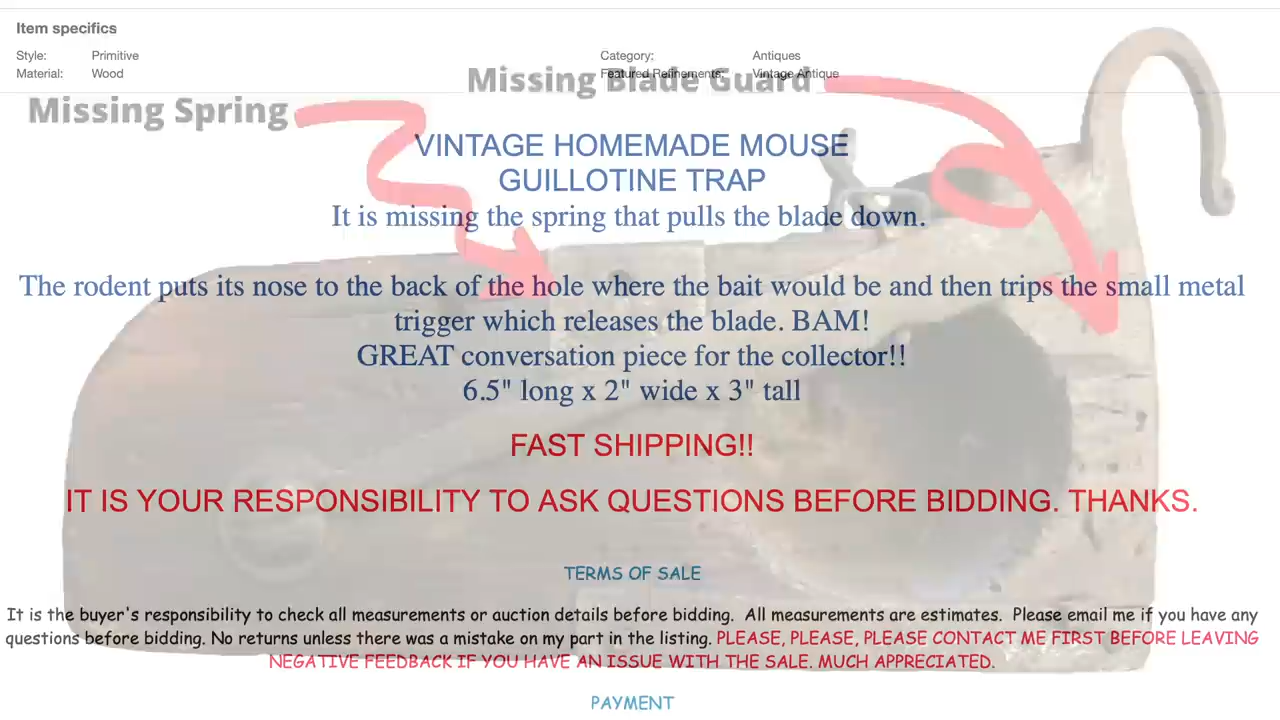 Item specifics
Style: Primitive Category: Antiques
Material: Wood Featured Refinements: Vintage Antique
Missing Blade Guard
Missing Spring
VINTAGE HOMEMADE MOUSE
GUILLOTINE TRAP
It is missing the spring that pulls the blade down.
The rodent puts its nose to the back of the hole where the bait would be and then trips the small metal
trigger which releases the blade. BAM!
GREAT conversation piece for the collector!!
6.5" long x 2" wide x 3" tall
FAST SHIPPING!!
IT IS YOUR RESPONSIBILITY TO ASK QUESTIONS BEFORE BIDDING. THANKS.
TERMS OF SALE
It is the buyer's responsibility to check all measurements or auction details before bidding. All measurements are estimates. Please email me if you have any
questions before bidding. No returns unless there was a mistake on my part in the listing. PLEASE, PLEASE, PLEASE CONTACT ME FIRST BEFORE LEAVING
NEGATIVE FEEDBACK IF YOU HAVE AN ISSUE WITH THE SALE. MUCH APPRECIATED.
PAYMENT